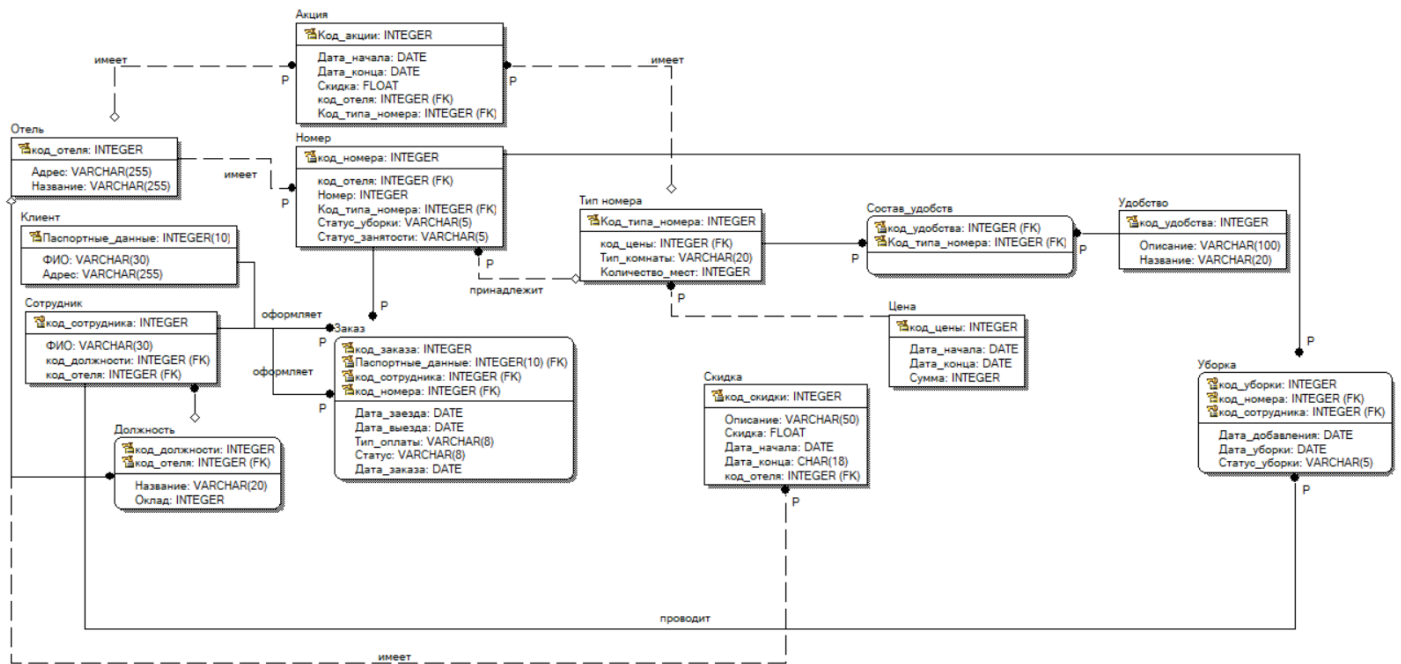 Акция
Код_акции: INTEGER
Дата_начала: DATE
Дата_конца: DATE
Скидка: FLOAT
код_отеля: INTEGER (FK)
Код_типа_номера: INTEGER (FK)
имеет
P
имеет
P
Отель
код_отеля: INTEGER
Адрес: VARCHAR(255)
Название: VARCHAR(255)
имеет
P
Номер
код_номера: INTEGER
код_отеля: INTEGER (FK)
Номер: INTEGER
Код_типа_номера: INTEGER (FK)
Статус_уборки: VARCHAR(5)
Статус_занятости: VARCHAR(5)
P
принадлежит
Тип номера
Код_типа_номера: INTEGER
код_цены: INTEGER (FK)
Тип_комнаты: VARCHAR(20)
Количество_мест: INTEGER
P
P
Состав_удобств
код_удобства: INTEGER (FK)
Код_типа_номера: INTEGER (FK)
P
Удобство
код_удобства: INTEGER
Описание: VARCHAR(100)
Название: VARCHAR(20)
Клиент
Паспортные_данные: INTEGER(10)
ФИО: VARCHAR(30)
Адрес: VARCHAR(255)
Сотрудник
код_сотрудника: INTEGER
ФИО: VARCHAR(30)
код_должности: INTEGER (FK)
код_отеля: INTEGER (FK)
оформляет
P
оформляет
P
P
Заказ
код_заказа: INTEGER
Паспортные_данные: INTEGER(10) (FK)
код_сотрудника: INTEGER (FK)
код_номера: INTEGER (FK)
Дата_заезда: DATE
Дата_выезда: DATE
Тип_оплаты: VARCHAR(8)
Статус: VARCHAR(8)
Дата_заказа: DATE
Цена
код_цены: INTEGER
Дата_начала: DATE
Дата_конца: DATE
Сумма: INTEGER
Должность
код_должности: INTEGER
код_отеля: INTEGER (FK)
Название: VARCHAR(20)
Оклад: INTEGER
Скидка
код_скидки: INTEGER
Описание: VARCHAR(50)
Скидка: FLOAT
Дата_начала: DATE
Дата_конца: CHAR(18)
код_отеля: INTEGER (FK)
P
P
Уборка
код_уборки: INTEGER
код_номера: INTEGER (FK)
код_сотрудника: INTEGER (FK)
Дата_добавления: DATE
Дата_уборки: DATE
Статус_уборки: VARCHAR(5)
P
проводит
имеет